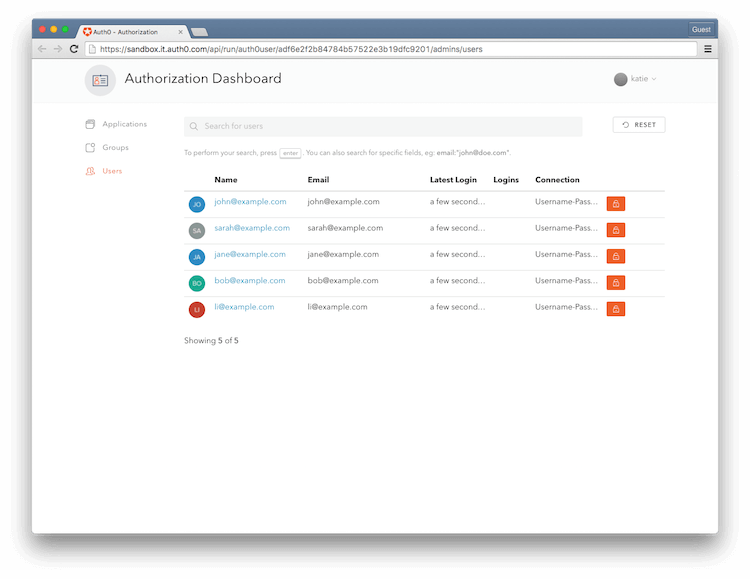 Auth0 - Authorization
Guest
https://sandbox.it.auth0.com/api/run/auth0user/adf6e2f2b84784b57522e3b19dfc9201/admins/users
Authorization Dashboard
katie
Applications
Groups
Users
Search for users
RESET
To perform your search, press enter . You can also search for specific fields, eg: email:"john@doe.com".
Name Email Latest Login Logins Connection
JO john@example.com john@example.com a few second... Username-Pass...
SA sarah@example.com sarah@example.com a few second... Username-Pass...
JA jane@example.com jane@example.com a few second... Username-Pass...
BO bob@example.com bob@example.com a few second... Username-Pass...
LI li@example.com li@example.com a few second... Username-Pass...
Showing 5 of 5